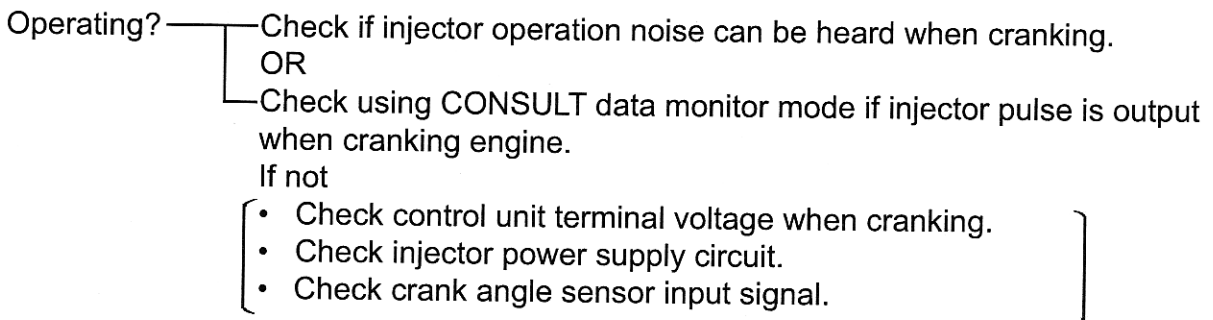 Operating? Check if injector operation noise can be heard when cranking.
OR
Check using CONSULT data monitor mode if injector pulse is output
when cranking engine.
If not
• Check control unit terminal voltage when cranking.
• Check injector power supply circuit.
• Check crank angle sensor input signal.